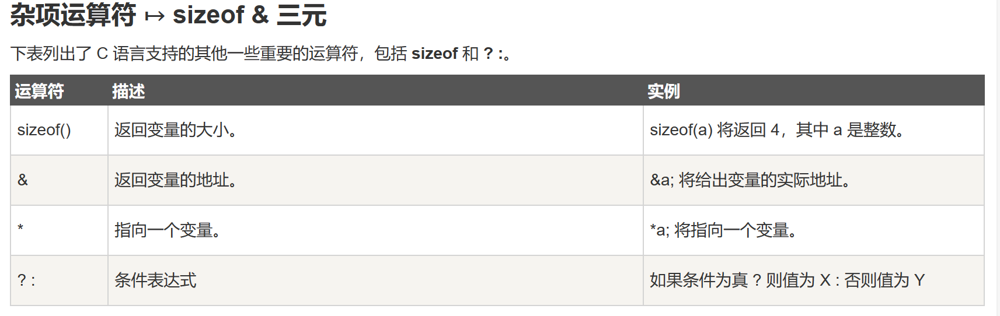 杂项运算符 ↦ sizeof & 三元
下表列出了 C 语言支持的其他一些重要的运算符，包括 sizeof 和 ? :。
运算符 描述 实例
sizeof() 返回变量的大小。 sizeof(a) 将返回 4，其中 a 是整数。
& 返回变量的地址。 &a; 将给出变量的实际地址。
* 指向一个变量。 *a; 将指向一个变量。
? : 条件表达式 如果条件为真 ? 则值为 X : 否则值为 Y